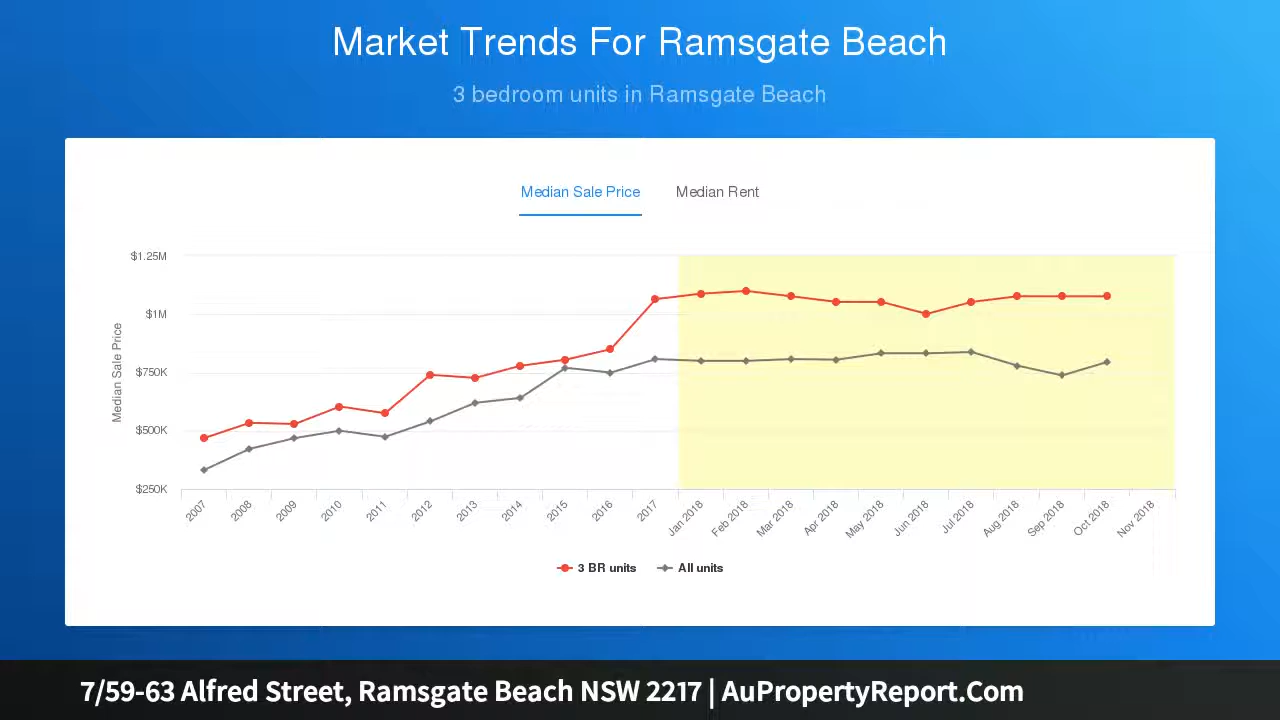 Market Trends For Ramsgate Beach
3 bedroom units in Ramsgate Beach
Median Sale Price
Median Rent
$1.25M
$1M
$750K
$500K
$250K
Median Sale Price
2007
2008
2009
2010
2011
2012
2013
2014
2015
2016
2017
Jan 2018
Feb 2018
Mar 2018
Apr 2018
May 2018
Jun 2018
Jul 2018
Aug 2018
Sep 2018
Oct 2018
Nov 2018
3 BR units
All units
7/59-63 Alfred Street, Ramsgate Beach NSW 2217 | AuPropertyReport.Com